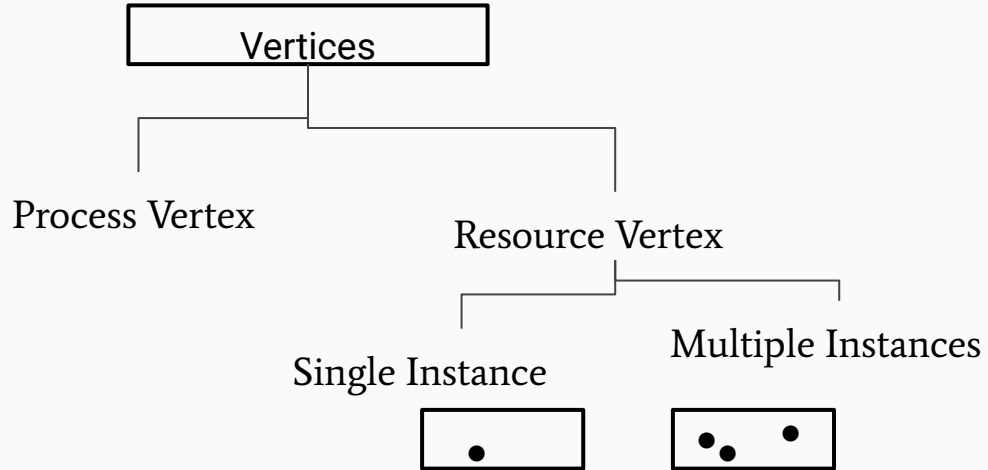 Vertices
Process Vertex
Resource Vertex
Single Instance
Multiple Instances